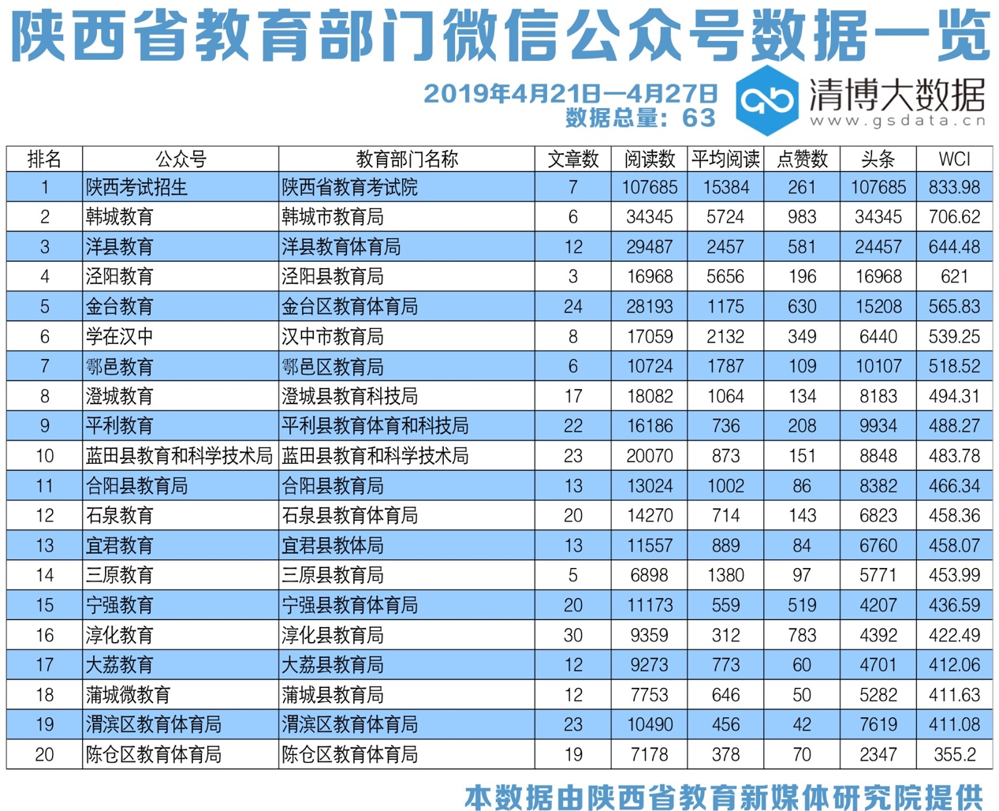 陕西省教育部门微信公众号数据一览
2019年4月21日—4月27日
数据总量：63
清博大数据
www.gsdata.cn
排名 公众号 教育部门名称 文章数 阅读数 平均阅读 点赞数 头条 WCI
1 陕西考试招生 陕西省教育考试院 7 107685 15384 261 107685 833.98
2 韩城教育 韩城市教育局 6 34345 5724 983 34345 706.62
3 洋县教育 洋县教育体育局 12 29487 2457 581 24457 644.48
4 泾阳教育 泾阳县教育局 3 16968 5656 196 16968 621
5 金台教育 金台区教育体育局 24 28193 1175 630 15208 565.83
6 学在汉中 汉中市教育局 8 17059 2132 349 6440 539.25
7 鄠邑教育 鄠邑区教育局 6 10724 1787 109 10107 518.52
8 澄城教育 澄城县教育科技局 17 18082 1064 134 8183 494.31
9 平利教育 平利县教育体育和科技局 22 16186 736 208 9934 488.27
10 蓝田县教育和科学技术局 蓝田县教育和科学技术局 23 20070 873 151 8848 483.78
11 合阳县教育局 合阳县教育局 13 13024 1002 86 8382 466.34
12 石泉教育 石泉县教育体育局 20 14270 714 143 6823 458.36
13 宜君教育 宜君县教体局 13 11557 889 84 6760 458.07
14 三原教育 三原县教育局 5 6898 1380 97 5771 453.99
15 宁强教育 宁强县教育体育局 20 11173 559 519 4207 436.59
16 淳化教育 淳化县教育局 30 9359 312 783 4392 422.49
17 大荔教育 大荔县教育局 12 9273 773 60 4701 412.06
18 蒲城微教育 蒲城县教育局 12 7753 646 50 5282 411.63
19 渭滨区教育体育局 渭滨区教育体育局 23 10490 456 42 7619 411.08
20 陈仓区教育体育局 陈仓区教育体育局 19 7178 378 70 2347 355.2
本数据由陕西省教育新媒体研究院提供